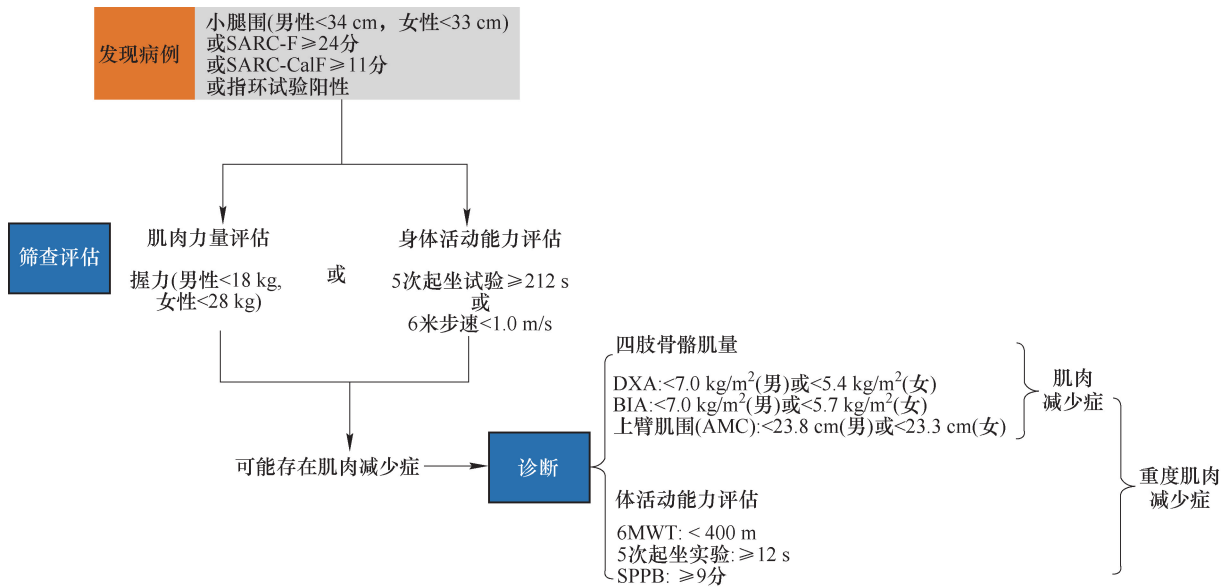 发现病例
小腿围(男性<34 cm，女性<33 cm)
或SARC-F≥24分
或SARC-CalF≥11分
或指环试验阳性
筛查评估
肌肉力量评估
握力(男性<18 kg,
女性<28 kg)
或
身体活动能力评估
5次起坐试验≥212 s
或
6米步速<1.0 m/s
可能存在肌肉减少症
诊断
四肢骨骼肌量
DXA:<7.0 kg/m²(男)或<5.4 kg/m²(女)
BIA:<7.0 kg/m²(男)或<5.7 kg/m²(女)
上臂肌围(AMC):<23.8 cm(男)或<23.3 cm(女)
肌肉
减少症
体活动能力评估
6MWT: < 400 m
5次起坐实验: ≥12 s
SPPB: ≥9分
重度肌肉
减少症